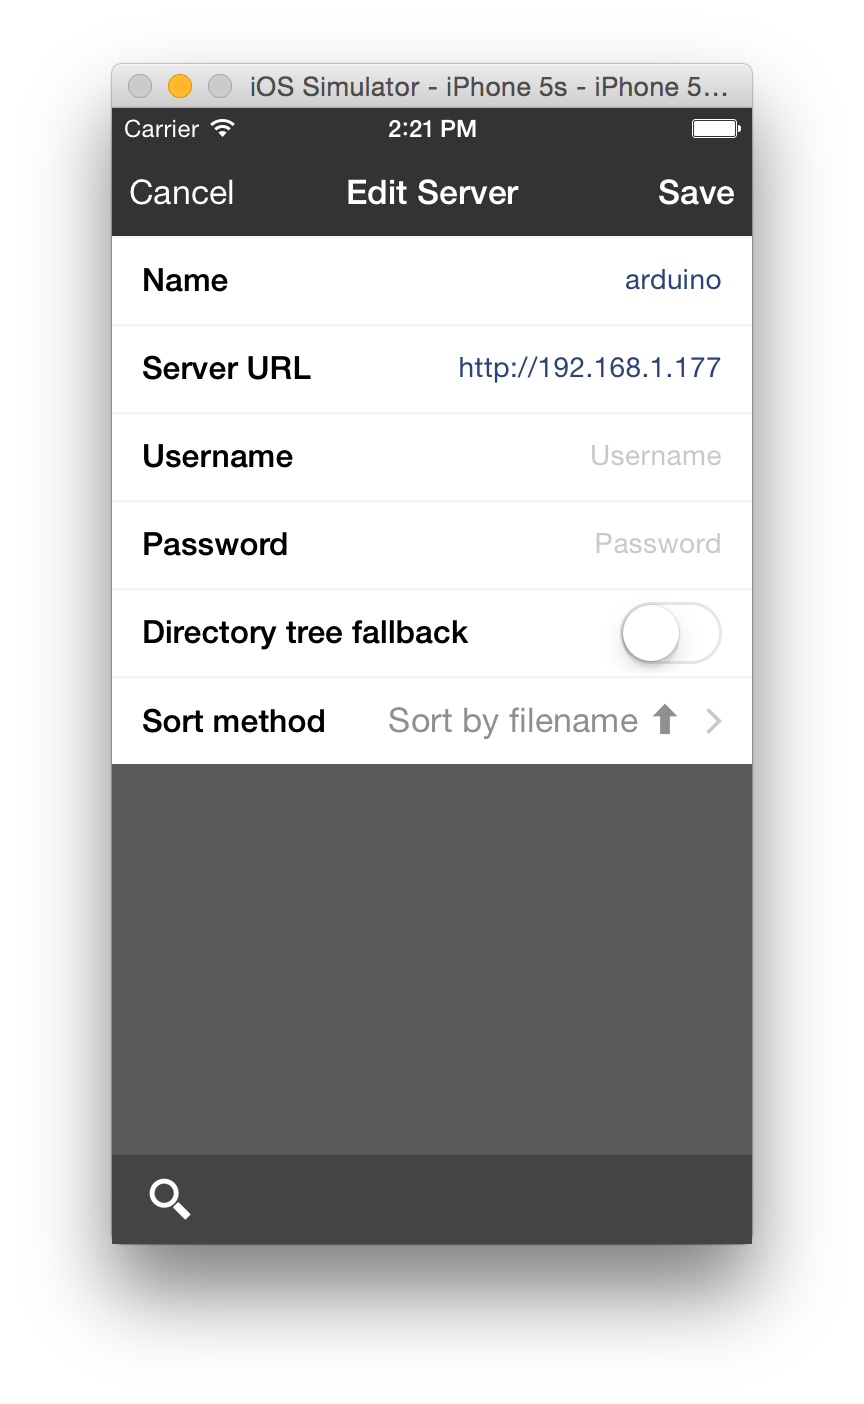 iOS Simulator - iPhone 5s - iPhone 5...
Carrier 2:21 PM
Cancel Edit Server Save
Name arduino
Server URL http://192.168.1.177
Username Username
Password Password
Directory tree fallback
Sort method Sort by filename